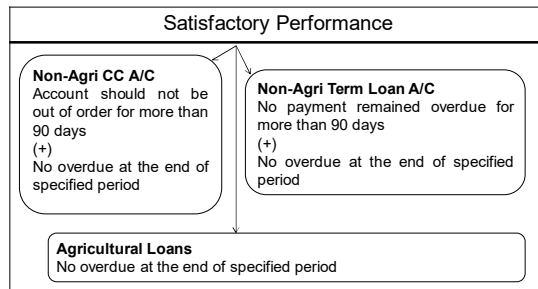 Satisfactory Performance
Non-Agri CC A/C
Account should not be
out of order for more than
90 days
(+)
No overdue at the end of
specified period
Non-Agri Term Loan A/C
No payment remained overdue for
more than 90 days
(+)
No overdue at the end of specified
period
Agricultural Loans
No overdue at the end of specified period